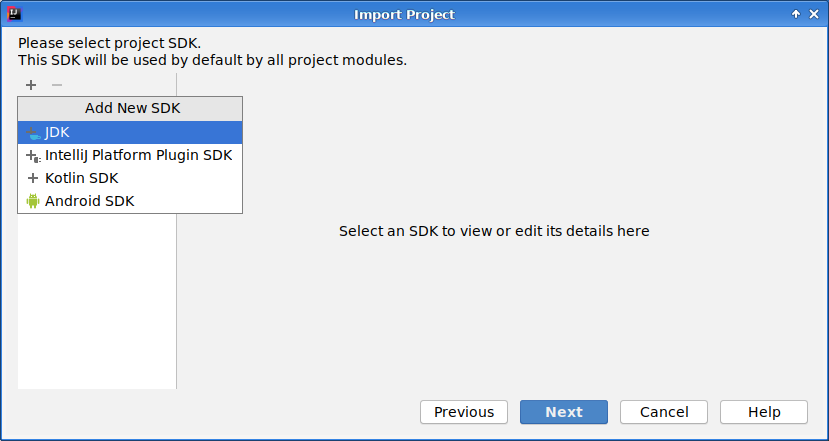 Import Project
Please select project SDK.
This SDK will be used by default by all project modules.
Add New SDK
JDK
IntelliJ Platform Plugin SDK
Kotlin SDK
Android SDK
Select an SDK to view or edit its details here
Previous
Next
Cancel
Help